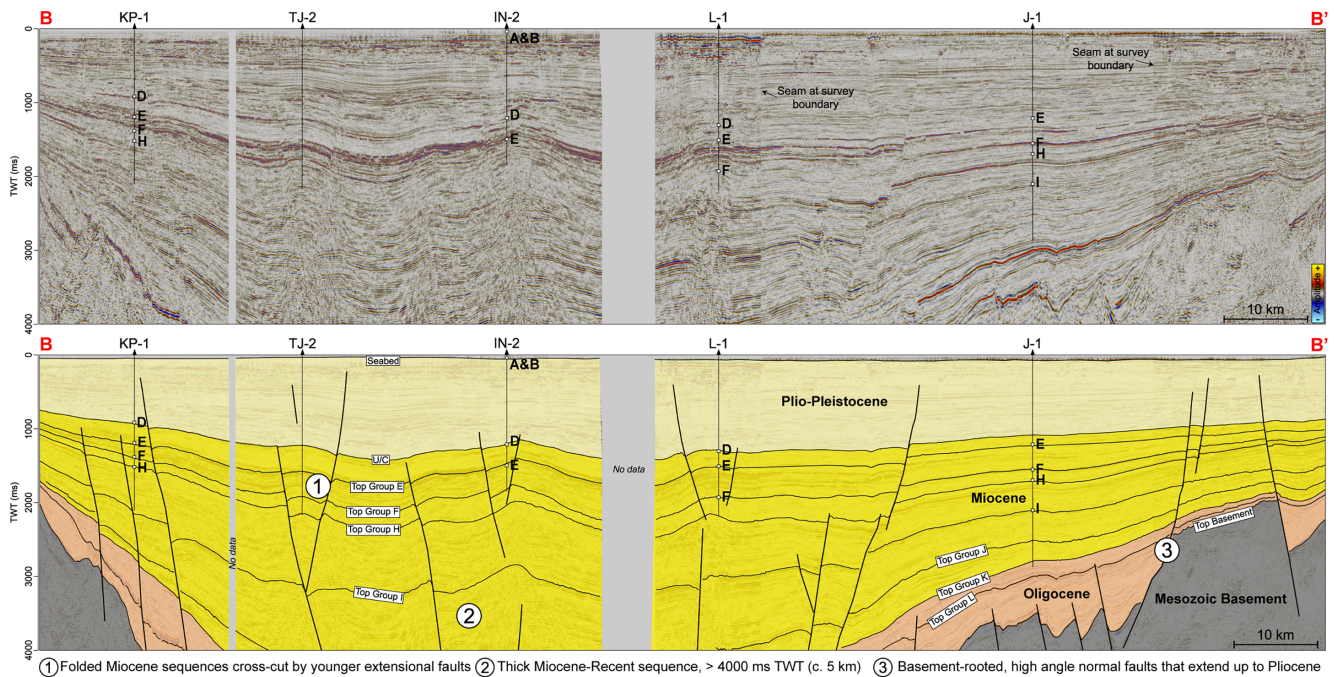 B KP-1 TJ-2 IN-2 L-1 J-1 B’
0
1000
2000
3000
4000
TWT (ms)
D
E
F
H
A&B
D
E
D
E
F
E
F
H
I
Seam at survey
boundary
Seam at survey
boundary
- Amplitude +
10 km
B KP-1 TJ-2 IN-2 L-1 J-1 B’
0
1000
2000
3000
4000
TWT (ms)
Seabed
A&B
Plio-Pleistocene
D
E
F
H
D
E
U/C
1
Top Group E
Top Group F
Top Group H
Top Group I
2
No data
No data
D
E
F
E
F
H
I
Miocene
Top Group J
Top Group K
Top Group L
Top Basement
3
Oligocene
Mesozoic Basement
10 km
1 Folded Miocene sequences cross-cut by younger extensional faults 2 Thick Miocene-Recent sequence, > 4000 ms TWT (c. 5 km) 3 Basement-rooted, high angle normal faults that extend up to Pliocene